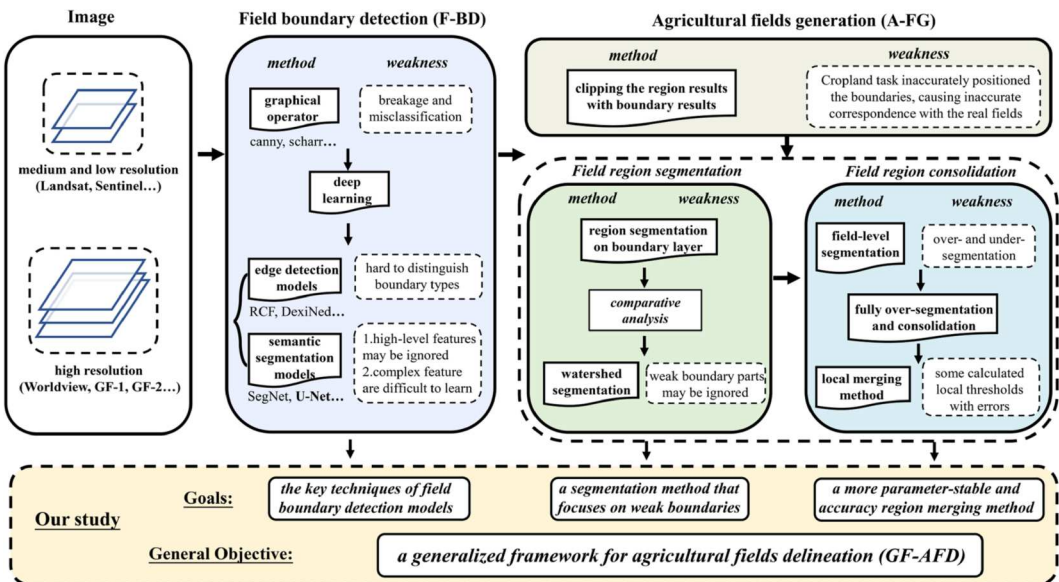 Image
medium and low resolution
(Landsat, Sentinel…)
high resolution
(Worldview, GF-1, GF-2…)
Field boundary detection (F-BD)
method weakness
graphical
operator
breakage and
misclassification
canny, scharr…
deep
learning
edge detection
models
hard to distinguish
boundary types
RCF, DexiNed…
semantic
segmentation
models
1.high-level features
may be ignored
2.complex feature
are difficult to learn
SegNet, U-Net…
Agricultural fields generation (A-FG)
method weakness
clipping the region results
with boundary results
Cropland task inaccurately positioned
the boundaries, causing inaccurate
correspondence with the real fields
Field region segmentation
method weakness
region segmentation
on boundary layer
comparative
analysis
watershed
segmentation
weak boundary parts
may be ignored
Field region consolidation
method weakness
field-level
segmentation
over- and under-
segmentation
fully over-segmentation
and consolidation
local merging
method
some calculated
local thresholds
with errors
Our study
Goals:
the key techniques of field
boundary detection models
a segmentation method that
focuses on weak boundaries
a more parameter-stable and
accuracy region merging method
General Objective:
a generalized framework for agricultural fields delineation (GF-AFD)